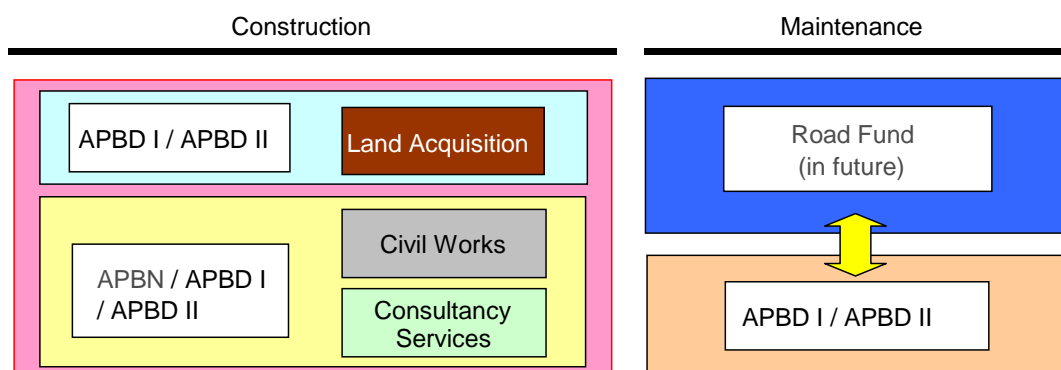 Construction
Maintenance
APBD I / APBD II
Land Acquisition
APBN / APBD I
/ APBD II
Civil Works
Consultancy
Services
Road Fund
(in future)
APBD I / APBD II